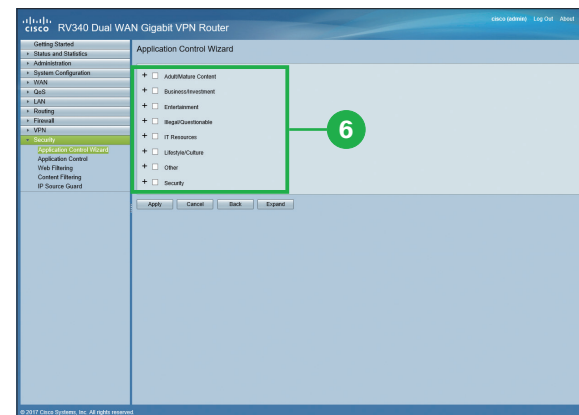 cisco RV340 Dual WAN Gigabit VPN Router
cisco (admin) Log Out About
Getting Started
Status and Statistics
Administration
System Configuration
WAN
QoS
LAN
Routing
Firewall
VPN
Security
Application Control Wizard
Application Control
Web Filtering
Content Filtering
IP Source Guard
Application Control Wizard
+ Adult/Mature Content
+ Business/Investment
+ Entertainment
+ Illegal/Questionable
+ IT Resources
+ Lifestyle/Culture
+ Other
+ Security
6
Apply Cancel Back Expand
© 2017 Cisco Systems, Inc. All rights reserved.